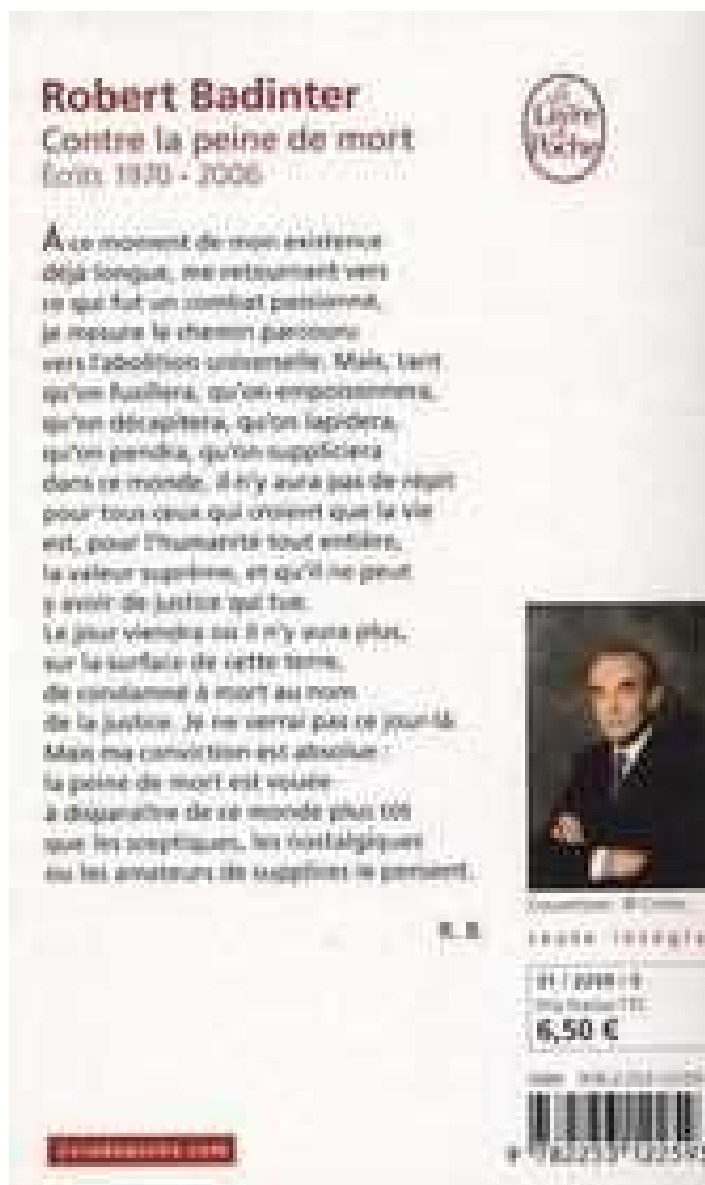 Robert Badinter
Contre la peine de mort
Écrits 1970 - 2006
Le
Livre
de
Poche
À ce moment de mon existence
déjà longue, me retournant vers
ce qui fut un combat passionné,
je mesure le chemin parcouru
vers l'abolition universelle. Mais, tant
qu'on fusillera, qu'on empoisonnera,
qu'on décapitera, qu'on lapidera,
qu'on pendra, qu'on suppliciera
dans ce monde, il n'y aura pas de répit
pour tous ceux qui croient que la vie
est, pour l'humanité tout entière,
la valeur suprême, et qu'il ne peut
y avoir de justice qui tue.
Le jour viendra où il n'y aura plus,
sur la surface de cette terre,
de condamné à mort au nom
de la justice. Je ne verrai pas ce jour-là.
Mais ma conviction est absolue :
la peine de mort est vouée
à disparaître de ce monde plus tôt
que les sceptiques, les nostalgiques
ou les amateurs de supplices le pensent.
R. B.
Couverture :
texte intégra
6,50 €